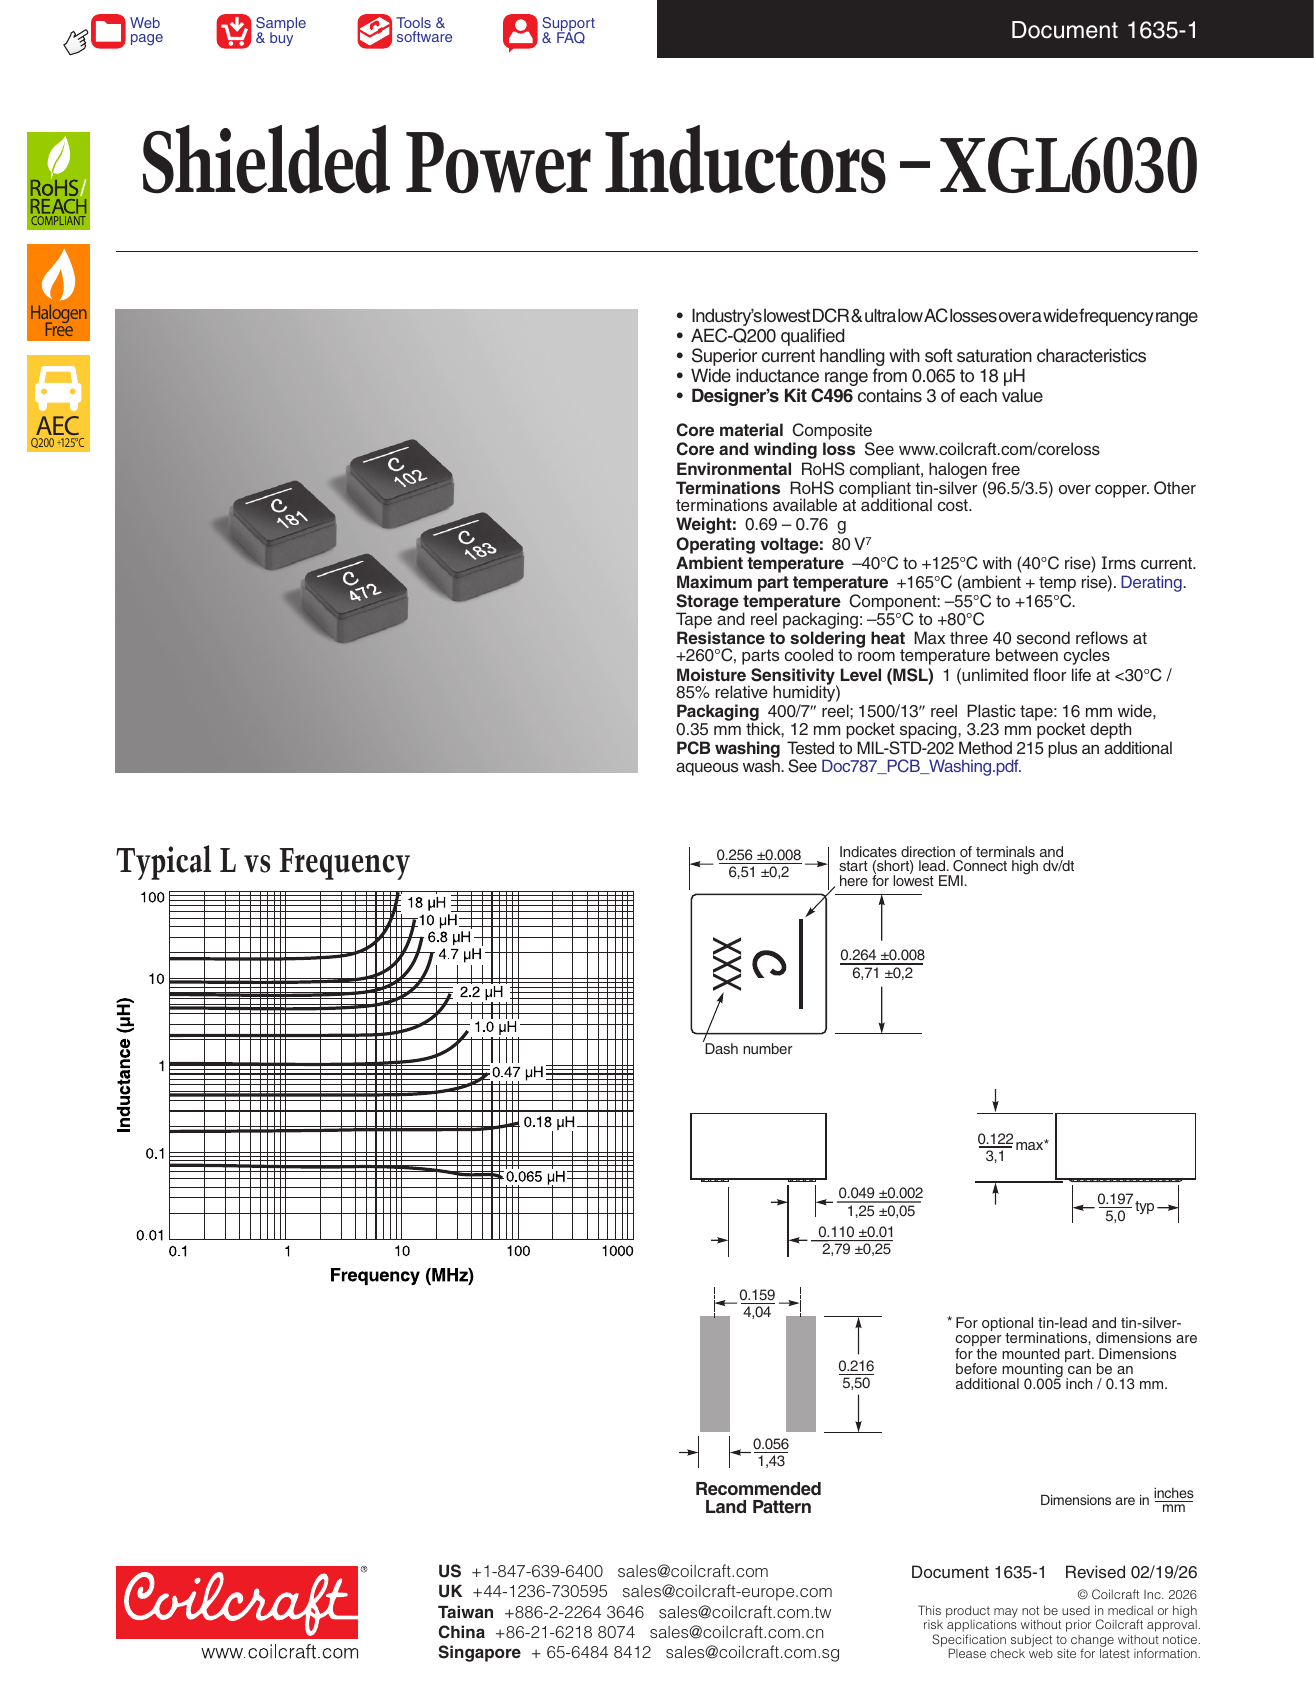 Web
page
Sample
& buy
Tools &
software
Support
& FAQ
Document 1635-1
RoHS/
REACH
COMPLIANT
Halogen
Free
AEC
Q200 +125°C
Shielded Power Inductors – XGL6030
C
102
C
181
C
183
C
472
• Industry's lowest DCR & ultra low AC losses over a wide frequency range
• AEC-Q200 qualified
• Superior current handling with soft saturation characteristics
• Wide inductance range from 0.065 to 18 µH
• Designer's Kit C496 contains 3 of each value
Core material Composite
Core and winding loss See www.coilcraft.com/coreloss
Environmental RoHS compliant, halogen free
Terminations RoHS compliant tin-silver (96.5/3.5) over copper. Other
terminations available at additional cost.
Weight: 0.69 – 0.76 g
Operating voltage: 80 V7
Ambient temperature –40°C to +125°C with (40°C rise) Irms current.
Maximum part temperature +165°C (ambient + temp rise). Derating.
Storage temperature Component: –55°C to +165°C.
Tape and reel packaging: –55°C to +80°C
Resistance to soldering heat Max three 40 second reflows at
+260°C, parts cooled to room temperature between cycles
Moisture Sensitivity Level (MSL) 1 (unlimited floor life at <30°C /
85% relative humidity)
Packaging 400/7″ reel; 1500/13″ reel Plastic tape: 16 mm wide,
0.35 mm thick, 12 mm pocket spacing, 3.23 mm pocket depth
PCB washing Tested to MIL-STD-202 Method 215 plus an additional
aqueous wash. See Doc787_PCB_Washing.pdf.
Typical L vs Frequency
100
10
1
0.1
0.01
Inductance (µH)
18 µH
10 µH
6.8 µH
4.7 µH
2.2 µH
1.0 µH
0.47 µH
0.18 µH
0.065 µH
0.1 1 10 100 1000
Frequency (MHz)
0.256 ±0.008
6,51 ±0,2
Indicates direction of terminals and
start (short) lead. Connect high dv/dt
here for lowest EMI.
XXX
C
0.264 ±0.008
6,71 ±0,2
Dash number
0.122
3,1
max*
0.049 ±0.002
1,25 ±0,05
0.110 ±0.01
2,79 ±0,25
0.197
5,0
typ
0.159
4,04
0.216
5,50
0.056
1,43
Recommended
Land Pattern
* For optional tin-lead and tin-silver-
copper terminations, dimensions are
for the mounted part. Dimensions
before mounting can be an
additional 0.005 inch / 0.13 mm.
Dimensions are in inches
mm
Coilcraft ®
www.coilcraft.com
US +1-847-639-6400 sales@coilcraft.com
UK +44-1236-730595 sales@coilcraft-europe.com
Taiwan +886-2-2264 3646 sales@coilcraft.com.tw
China +86-21-6218 8074 sales@coilcraft.com.cn
Singapore + 65-6484 8412 sales@coilcraft.com.sg
Document 1635-1 Revised 02/19/26
© Coilcraft Inc. 2026
This product may not be used in medical or high
risk applications without prior Coilcraft approval.
Specification subject to change without notice.
Please check web site for latest information.